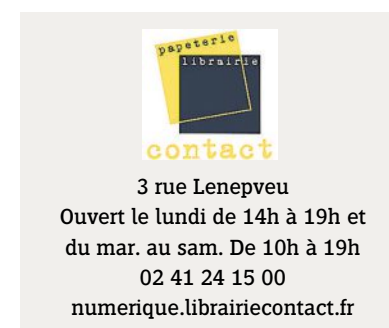 papeterie
librairie
contact
3 rue Lenepveu
Ouvert le lundi de 14h à 19h et
du mar. au sam. De 10h à 19h
02 41 24 15 00
numerique.librairiecontact.fr